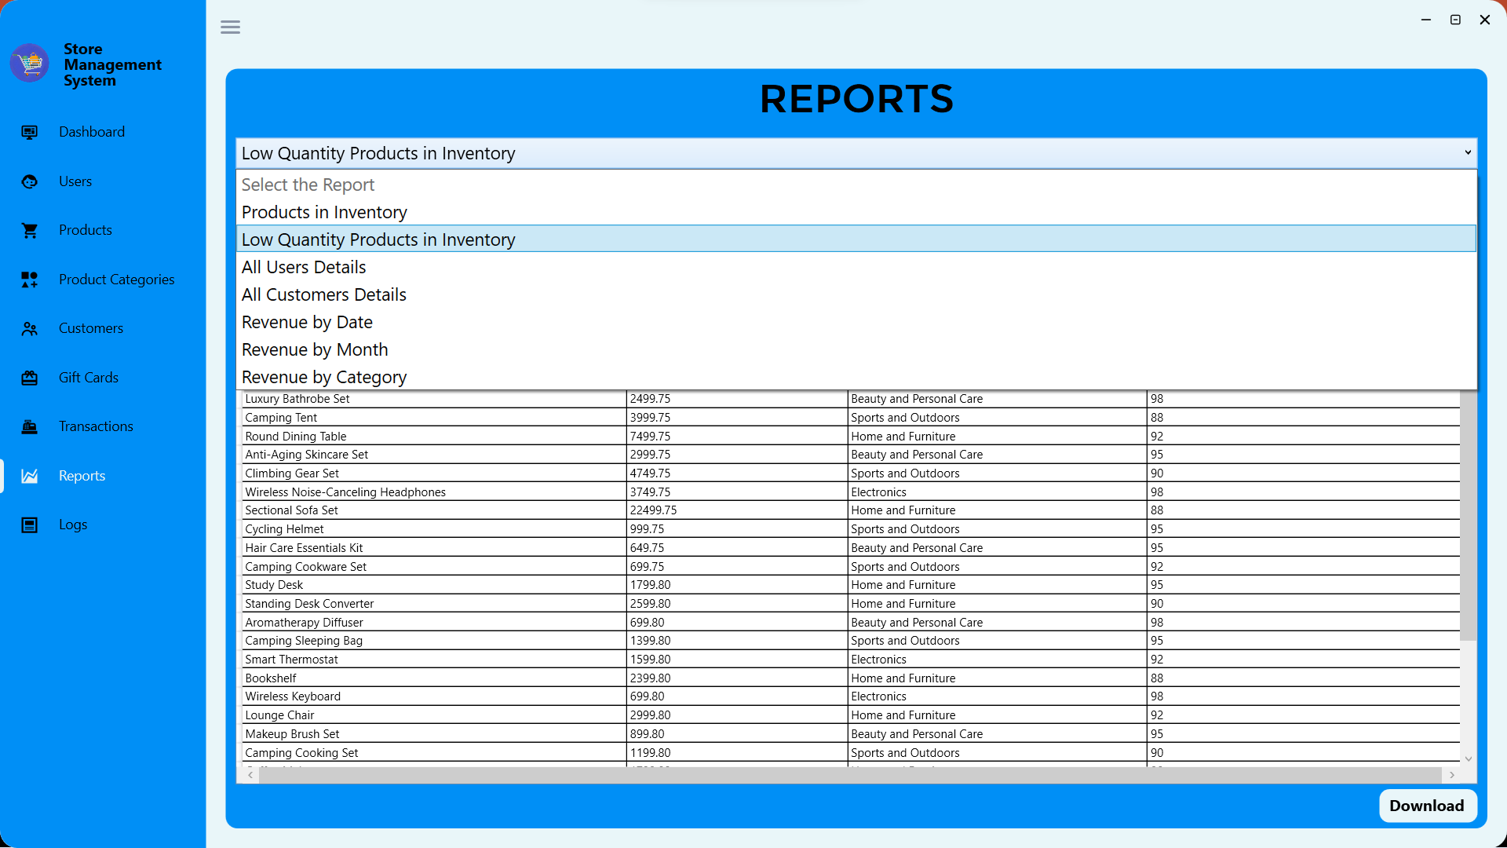 Store
Management
System
Dashboard
Users
Products
Product Categories
Customers
Gift Cards
Transactions
Reports
Logs
REPORTS
Low Quantity Products in Inventory
Select the Report
Products in Inventory
Low Quantity Products in Inventory
All Users Details
All Customers Details
Revenue by Date
Revenue by Month
Revenue by Category
Luxury Bathrobe Set 2499.75 Beauty and Personal Care 98
Camping Tent 3999.75 Sports and Outdoors 88
Round Dining Table 7499.75 Home and Furniture 92
Anti-Aging Skincare Set 2999.75 Beauty and Personal Care 95
Climbing Gear Set 4749.75 Sports and Outdoors 90
Wireless Noise-Canceling Headphones 3749.75 Electronics 98
Sectional Sofa Set 22499.75 Home and Furniture 88
Cycling Helmet 999.75 Sports and Outdoors 95
Hair Care Essentials Kit 649.75 Beauty and Personal Care 95
Camping Cookware Set 699.75 Sports and Outdoors 92
Study Desk 1799.80 Home and Furniture 95
Standing Desk Converter 2599.80 Home and Furniture 90
Aromatherapy Diffuser 699.80 Beauty and Personal Care 98
Camping Sleeping Bag 1399.80 Sports and Outdoors 95
Smart Thermostat 1599.80 Electronics 92
Bookshelf 2399.80 Home and Furniture 88
Wireless Keyboard 699.80 Electronics 98
Lounge Chair 2999.80 Home and Furniture 92
Makeup Brush Set 899.80 Beauty and Personal Care 95
Camping Cooking Set 1199.80 Sports and Outdoors 90
Download